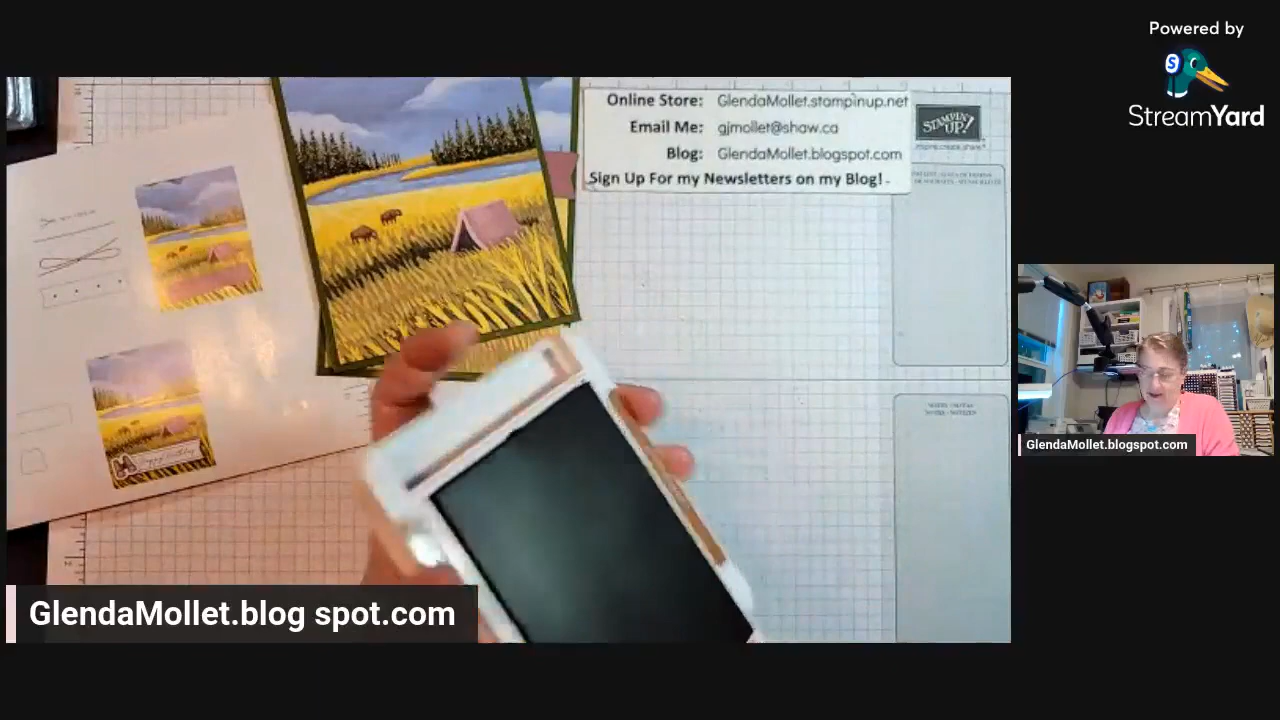 Powered by
StreamYard
Online Store: GlendaMollet.stampinup.net
Email Me: gjmollet@shaw.ca
Blog: GlendaMollet.blogspot.com
Sign Up For my Newsletters on my Blog!
STAMPIN' UP!
GlendaMollet.blogspot.com
GlendaMollet.blog spot.com